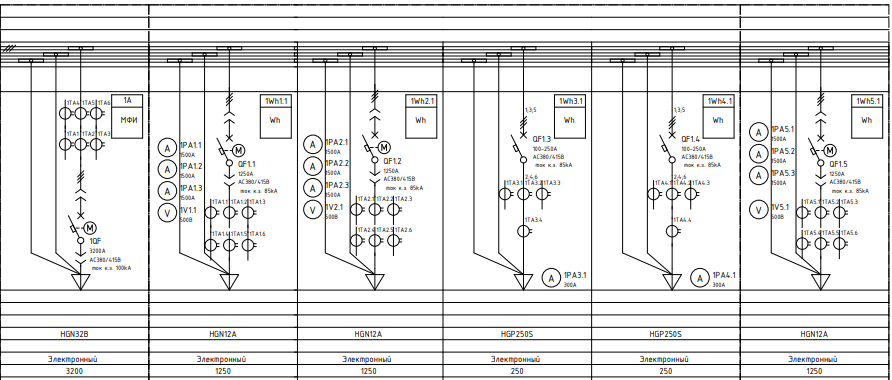 1TA4 1TA5 1TA6
1A
МФИ
1TA1 1TA2 1TA3
M
1QF
3200A
AC380/415B
ток к.з. 100kA
HGN32B
Электронный
3200
1Wh1.1
Wh
A 1PA1.1
1500A
A 1PA1.2
1500A
A 1PA1.3
1500A
V 1V1.1
500B
M
QF1.1
1250A
AC380/415B
ток к.з. 85kA
1TA1.1 1TA1.2 1TA1.3
1TA1.4 1TA1.5 1TA1.6
HGN12A
Электронный
1250
1Wh2.1
Wh
A 1PA2.1
1500A
A 1PA2.2
1500A
A 1PA2.3
1500A
V 1V2.1
500B
M
QF1.2
1250A
AC380/415B
ток к.з. 85kA
1TA2.1 1TA2.2 1TA2.3
1TA2.4 1TA2.5 1TA2.6
HGN12A
Электронный
1250
1Wh3.1
Wh
1,3,5
QF1.3
100-250A
AC380/415B
ток к.з. 85kA
2,4,6
1TA3.1 1TA3.2 1TA3.3
1TA3.4
A 1PA3.1
300A
HGP250S
Электронный
250
1Wh4.1
Wh
1,3,5
QF1.4
100-250A
AC380/415B
ток к.з. 85kA
2,4,6
1TA4.1 1TA4.2 1TA4.3
1TA4.4
A 1PA4.1
300A
HGP250S
Электронный
250
1Wh5.1
Wh
A 1PA5.1
1500A
A 1PA5.2
1500A
A 1PA5.3
1500A
V 1V5.1
500B
M
QF1.5
1250A
AC380/415B
ток к.з. 85kA
1TA5.1 1TA5.2 1TA5.3
1TA5.4 1TA5.5 1TA5.6
HGN12A
Электронный
1250